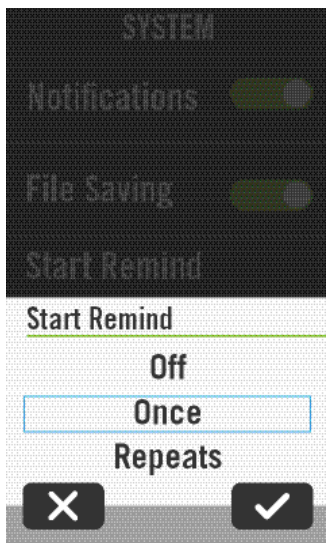 SYSTEM
Notifications
File Saving
Start Remind
Start Remind
Off
Once
Repeats